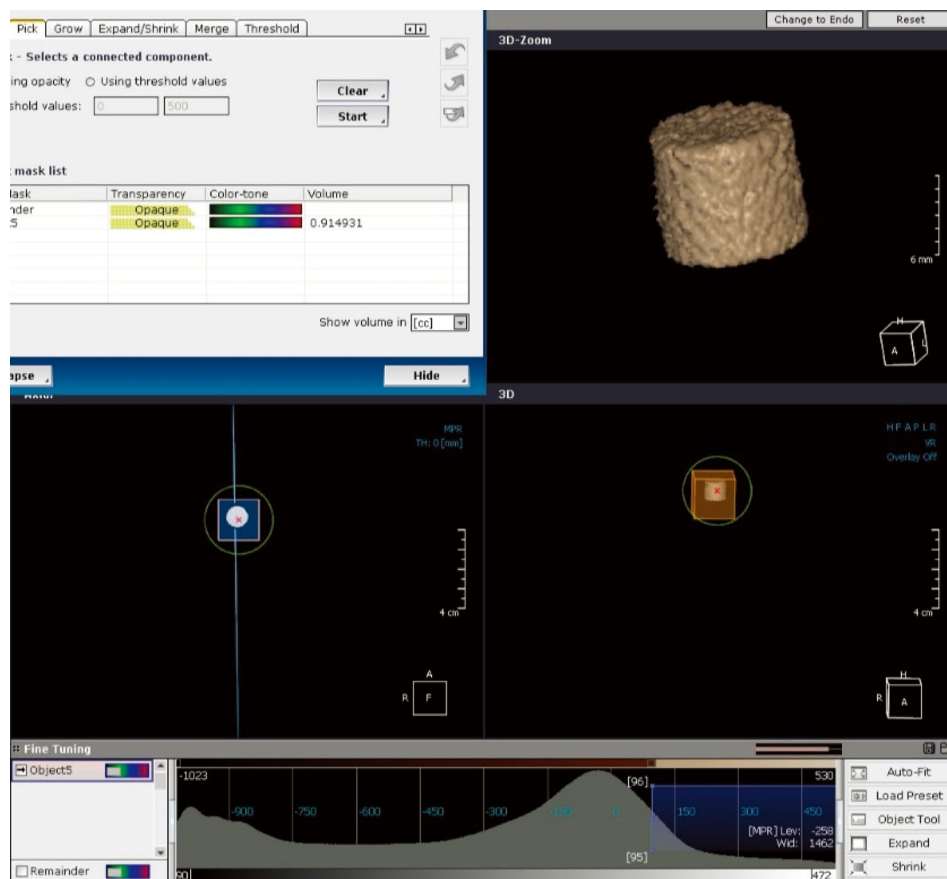 Change to Endo Reset
Pick Grow Expand/Shrink Merge Threshold
3D-Zoom
- Selects a connected component.
ing opacity Using threshold values
Clear
shold values: 0 500
Start
mask list
Mask Transparency Color-tone Volume
nder Opaque
5 Opaque 0.914931
6 mm
Show volume in [cc]
H
A L
apse Hide
Axial 3D
MPR
TH: 0 [mm]
H F A P L R
VR
Overlay Off
4 cm
4 cm
A
R F
H
R A
Fine Tuning
Object5
-1023 [96] 530
-900 -750 -600 -450 -300 -150 0 150 300 450
[MPR] Lev: -258
Wid: 1462
[95]
Remainder
90 472
Auto-Fit
Load Preset
Object Tool
Expand
Shrink